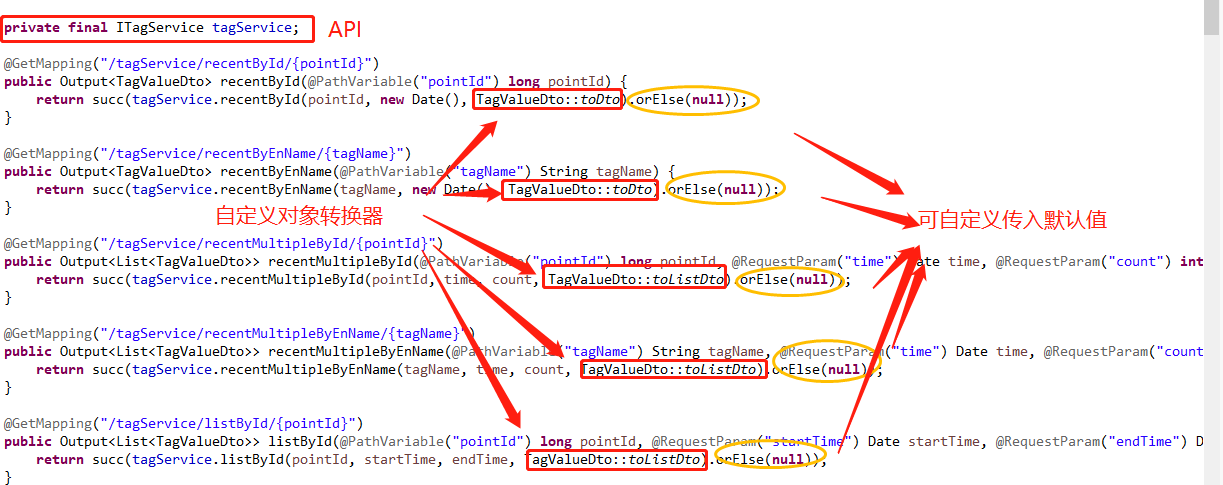 private final ITagService tagService; API
@GetMapping("/tagService/recentById/{pointId}")
public Output<TagValueDto> recentById(@PathVariable("pointId") long pointId) {
return succ(tagService.recentById(pointId, new Date(), TagValueDto::toDto).orElse(null));
}
@GetMapping("/tagService/recentByEnName/{tagName}")
public Output<TagValueDto> recentByEnName(@PathVariable("tagName") String tagName) {
return succ(tagService.recentByEnName(tagName, new Date(), TagValueDto::toDto).orElse(null));
}
自定义对象转换器
可自定义传入默认值
@GetMapping("/tagService/recentMultipleById/{pointId}")
public Output<List<TagValueDto>> recentMultipleById(@PathVariable("pointId") long pointId, @RequestParam("time") Date time, @RequestParam("count") int
return succ(tagService.recentMultipleById(pointId, time, count, TagValueDto::toListDto).orElse(null));
}
@GetMapping("/tagService/recentMultipleByEnName/{tagName}")
public Output<List<TagValueDto>> recentMultipleByEnName(@PathVariable("tagName") String tagName, @RequestParam("time") Date time, @RequestParam("count
return succ(tagService.recentMultipleByEnName(tagName, time, count, TagValueDto::toListDto).orElse(null));
}
@GetMapping("/tagService/listById/{pointId}")
public Output<List<TagValueDto>> listById(@PathVariable("pointId") long pointId, @RequestParam("startTime") Date startTime, @RequestParam("endTime") D
return succ(tagService.listById(pointId, startTime, endTime, TagValueDto::toListDto).orElse(null));
}